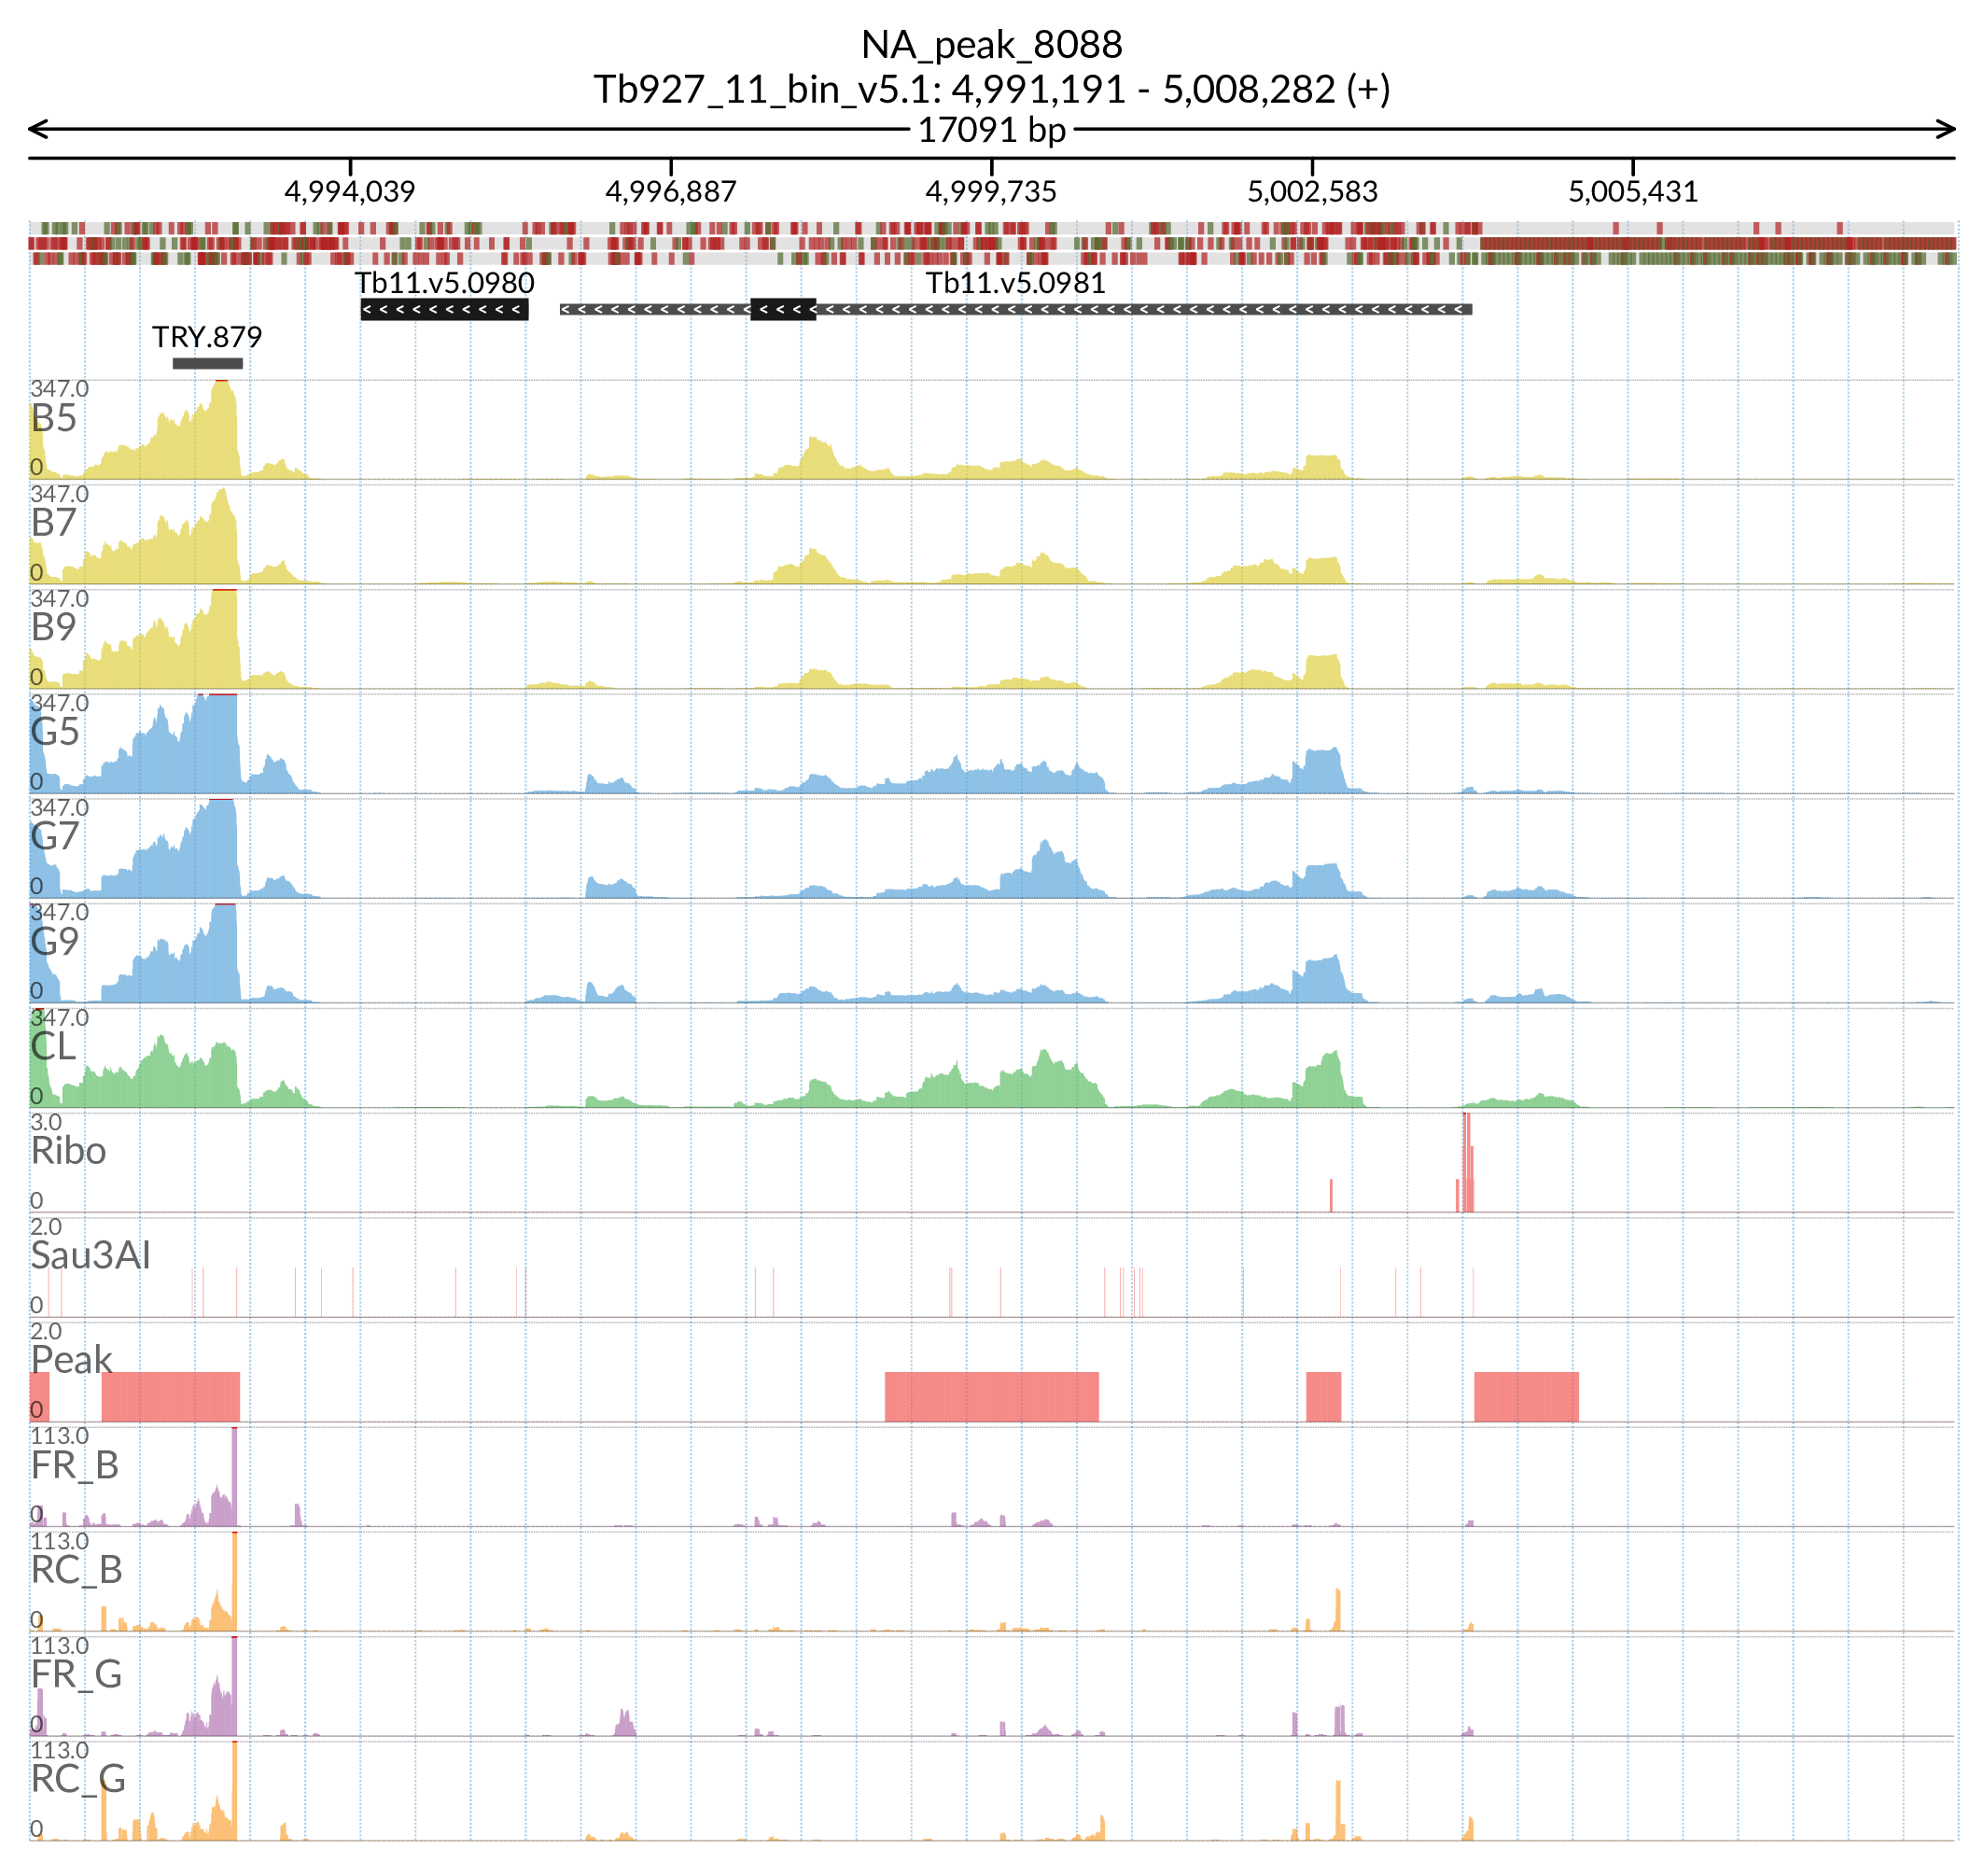 NA_peak_8088
Tb927_11_bin_v5.1: 4,991,191 - 5,008,282 (+)
17091 bp
4,994,039 4,996,887 4,999,735 5,002,583 5,005,431
Tb11.v5.0980 Tb11.v5.0981
TRY.879
347.0
B5
0
347.0
B7
0
347.0
B9
0
347.0
G5
0
347.0
G7
0
347.0
G9
0
347.0
CL
0
3.0
Ribo
0
2.0
Sau3AI
0
2.0
Peak
0
113.0
FR_B
0
113.0
RC_B
0
113.0
FR_G
0
113.0
RC_G
0